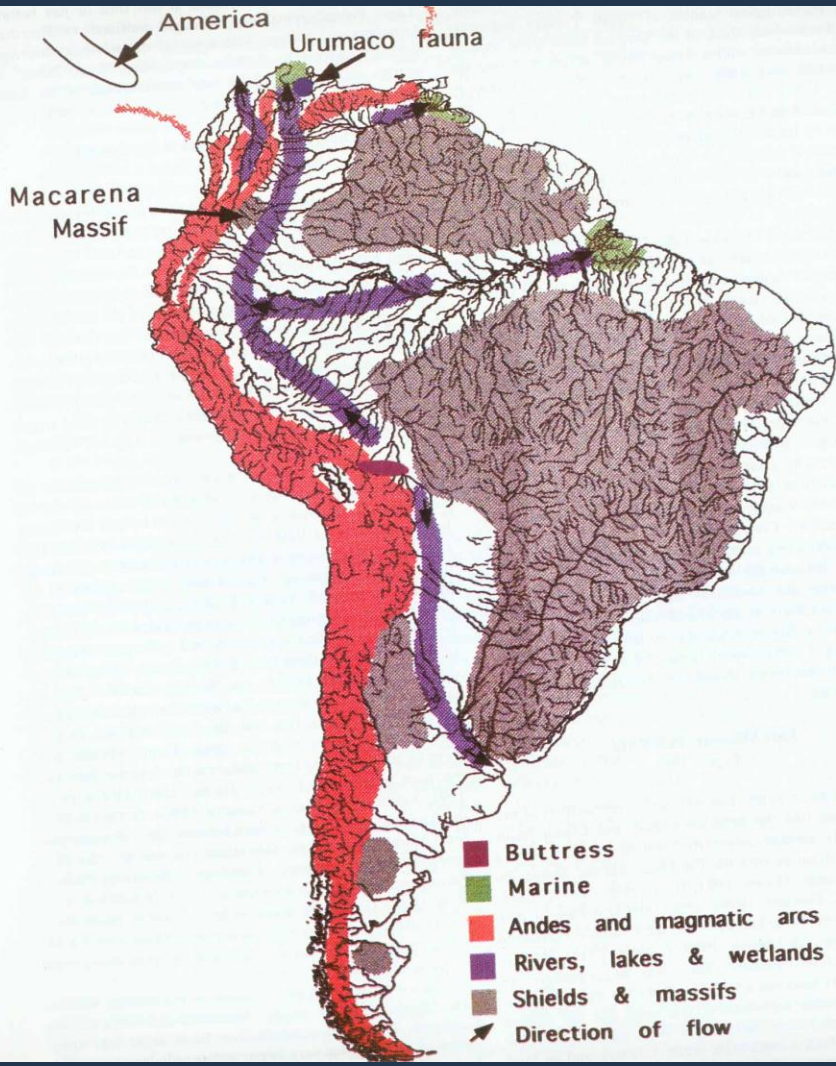 America
Urumaco fauna
Macarena
Massif
Buttress
Marine
Andes and magmatic arcs
Rivers, lakes & wetlands
Shields & massifs
Direction of flow